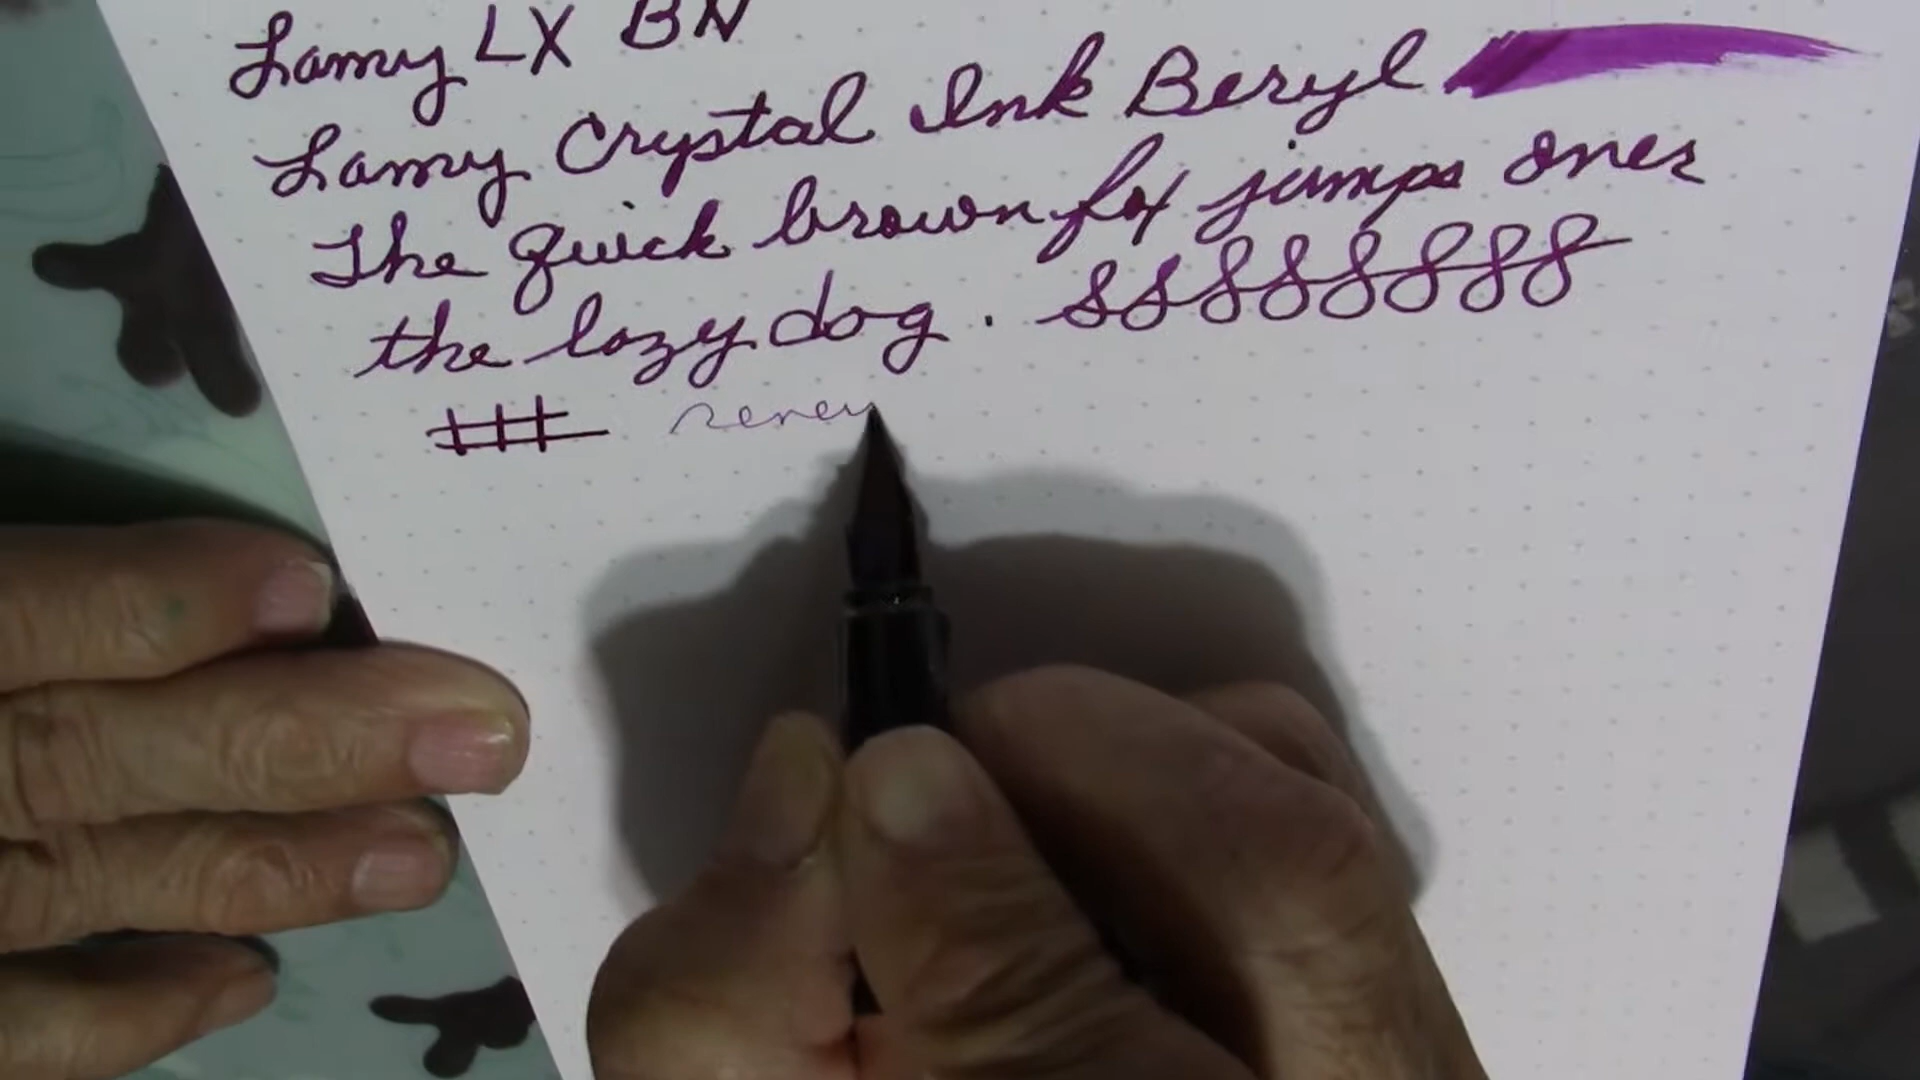 Lamy LX BN
Lamy Crystal Ink Beryl
The quick brown fox jumps over
the lazy dog. 88888888